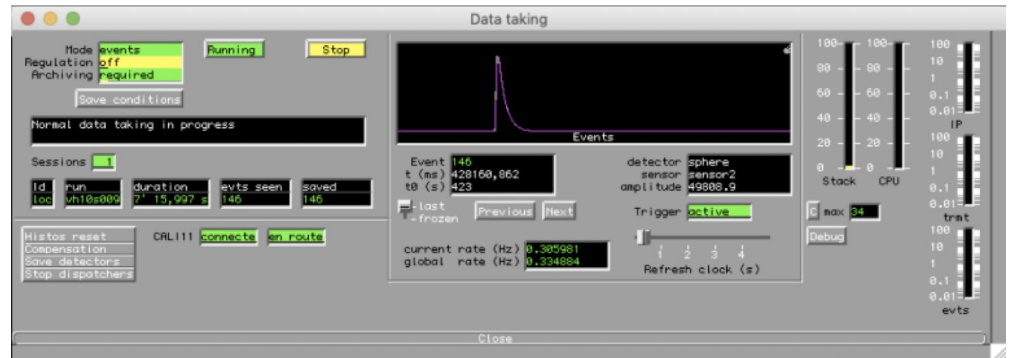 Data taking
Mode events
Regulation off
Archiving required
Running
Stop
Save conditions
Normal data taking in progress
Sessions 1
Id run duration evts seen saved
loc vh10s009 7' 15,997 s 146 146
Histos reset
Compensation
Save detectors
Stop dispatchers
CALI11 connecte en route
Events
Event 146
t (ms) 428160,862
t0 (s) 423
last
frozen
Previous Next
current rate (Hz) 0.305981
global rate (Hz) 0.334884
detector sphere
sensor sensor2
amplitude 49808.9
Trigger active
1 2 3 4
Refresh clock (s)
100 100
80 80
60 60
40 40
20 20
0 0
Stack CPU
C max 34
Debug
100
10
1
0.1
0.01
IP
100
10
1
0.1
0.01
trmt
100
10
1
0.1
0.01
evts
Close